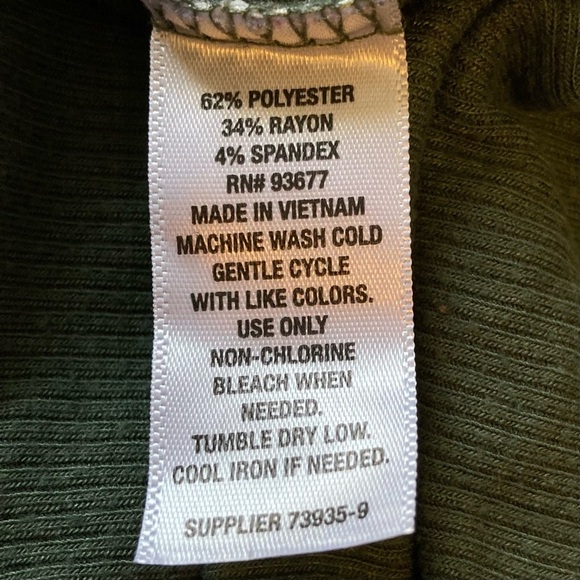 62% POLYESTER
34% RAYON
4% SPANDEX
RN# 93677
MADE IN VIETNAM
MACHINE WASH COLD
GENTLE CYCLE
WITH LIKE COLORS.
USE ONLY
NON-CHLORINE
BLEACH WHEN
NEEDED.
TUMBLE DRY LOW.
COOL IRON IF NEEDED.
SUPPLIER 73935-9